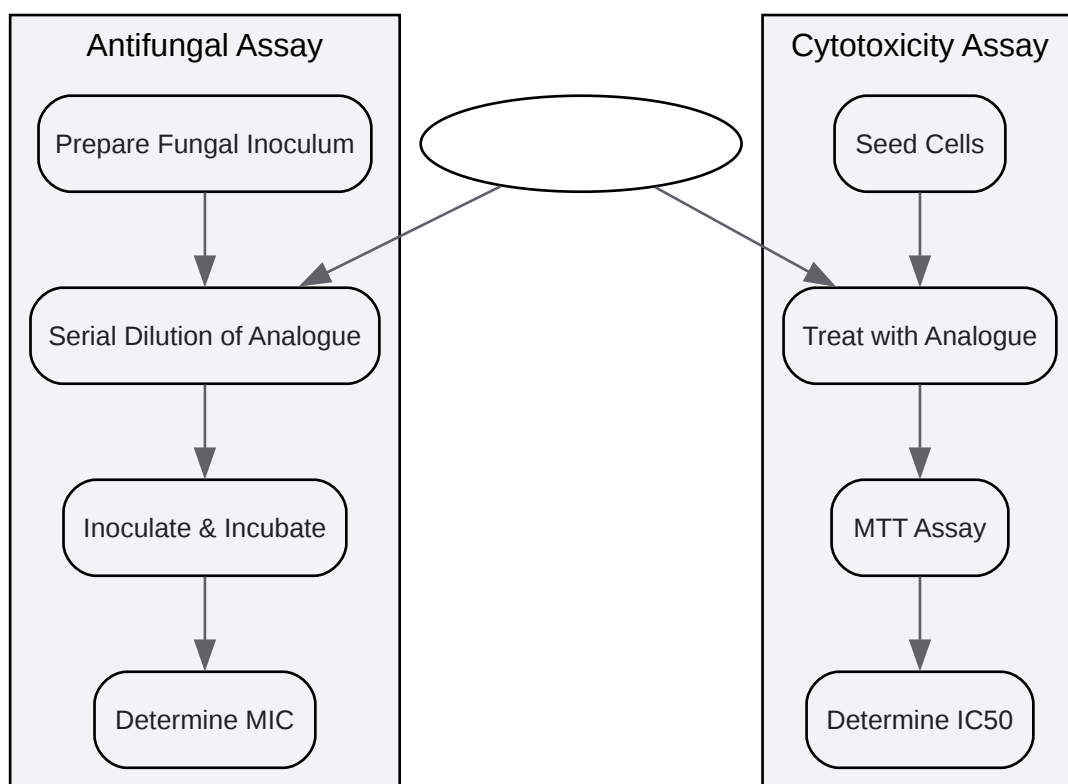 Antifungal Assay
Prepare Fungal Inoculum
Serial Dilution of Analogue
Inoculate & Incubate
Determine MIC
Cytotoxicity Assay
Seed Cells
Treat with Analogue
MTT Assay
Determine IC50